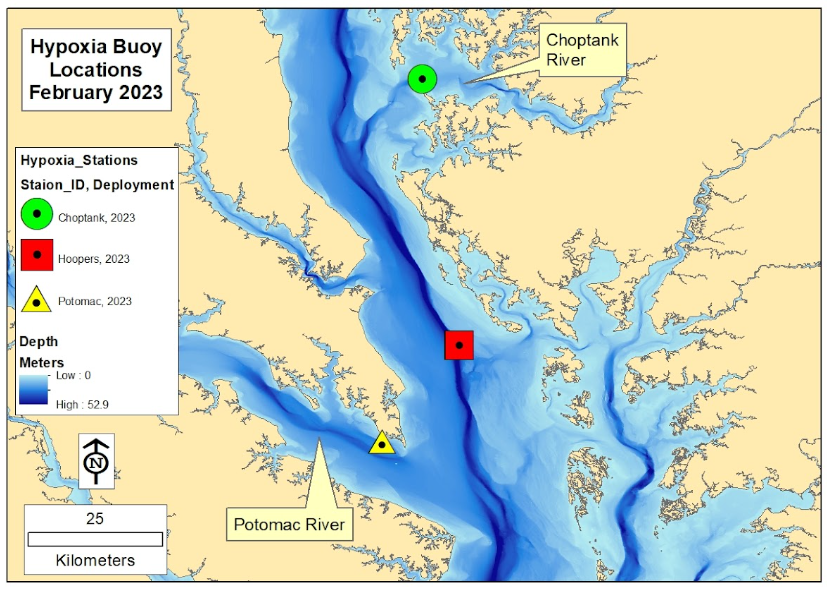 Hypoxia Buoy
Locations
February 2023
Choptank
River
Hypoxia_Stations
Staion_ID, Deployment
Choptank, 2023
Hoopers, 2023
Potomac, 2023
Depth
Meters
Low : 0
High : 52.9
N
Potomac River
25
Kilometers